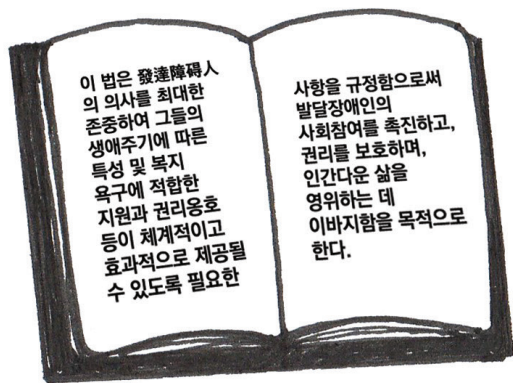 이 법은 發達障碍人
의 의사를 최대한
존중하여 그들의
생애주기에 따른
특성 및 복지
욕구에 적합한
지원과 권리옹호
등이 체계적이고
효과적으로 제공될
수 있도록 필요한
사항을 규정함으로써
발달장애인의
사회참여를 촉진하고,
권리를 보호하며,
인간다운 삶을
영위하는 데
이바지함을 목적으로
한다.